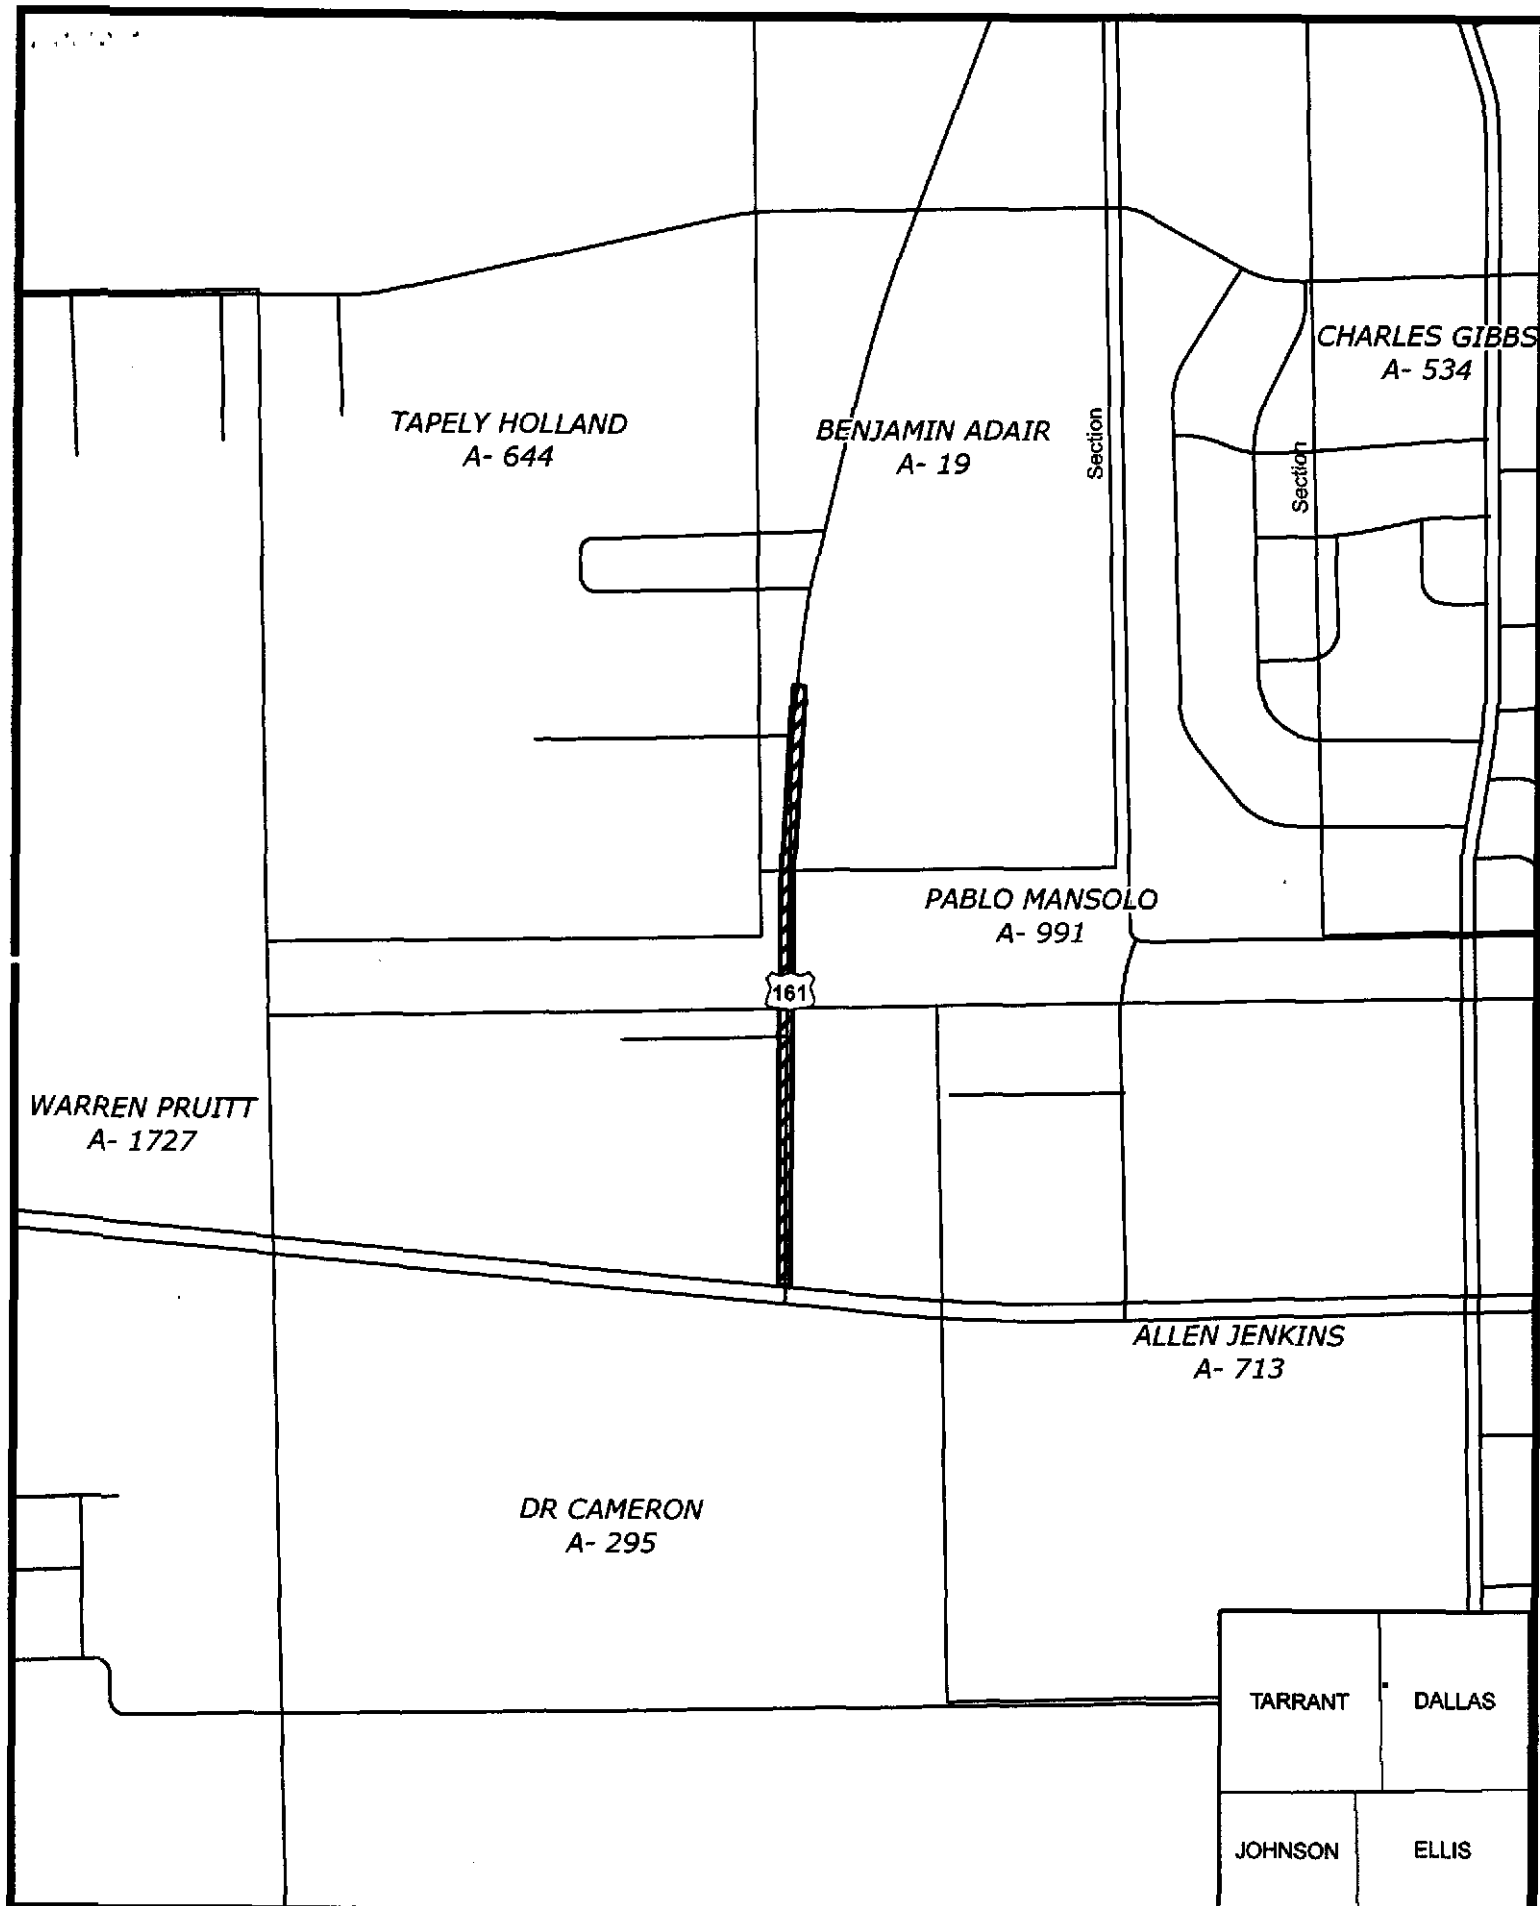 CHARLES GIBBS
A- 534
TAPELY HOLLAND
A- 644
BENJAMIN ADAIR
A- 19
Section
Section
PABLO MANSOLO
A- 991
161
WARREN PRUITT
A- 1727
ALLEN JENKINS
A- 713
DR CAMERON
A- 295
TARRANT
DALLAS
JOHNSON
ELLIS